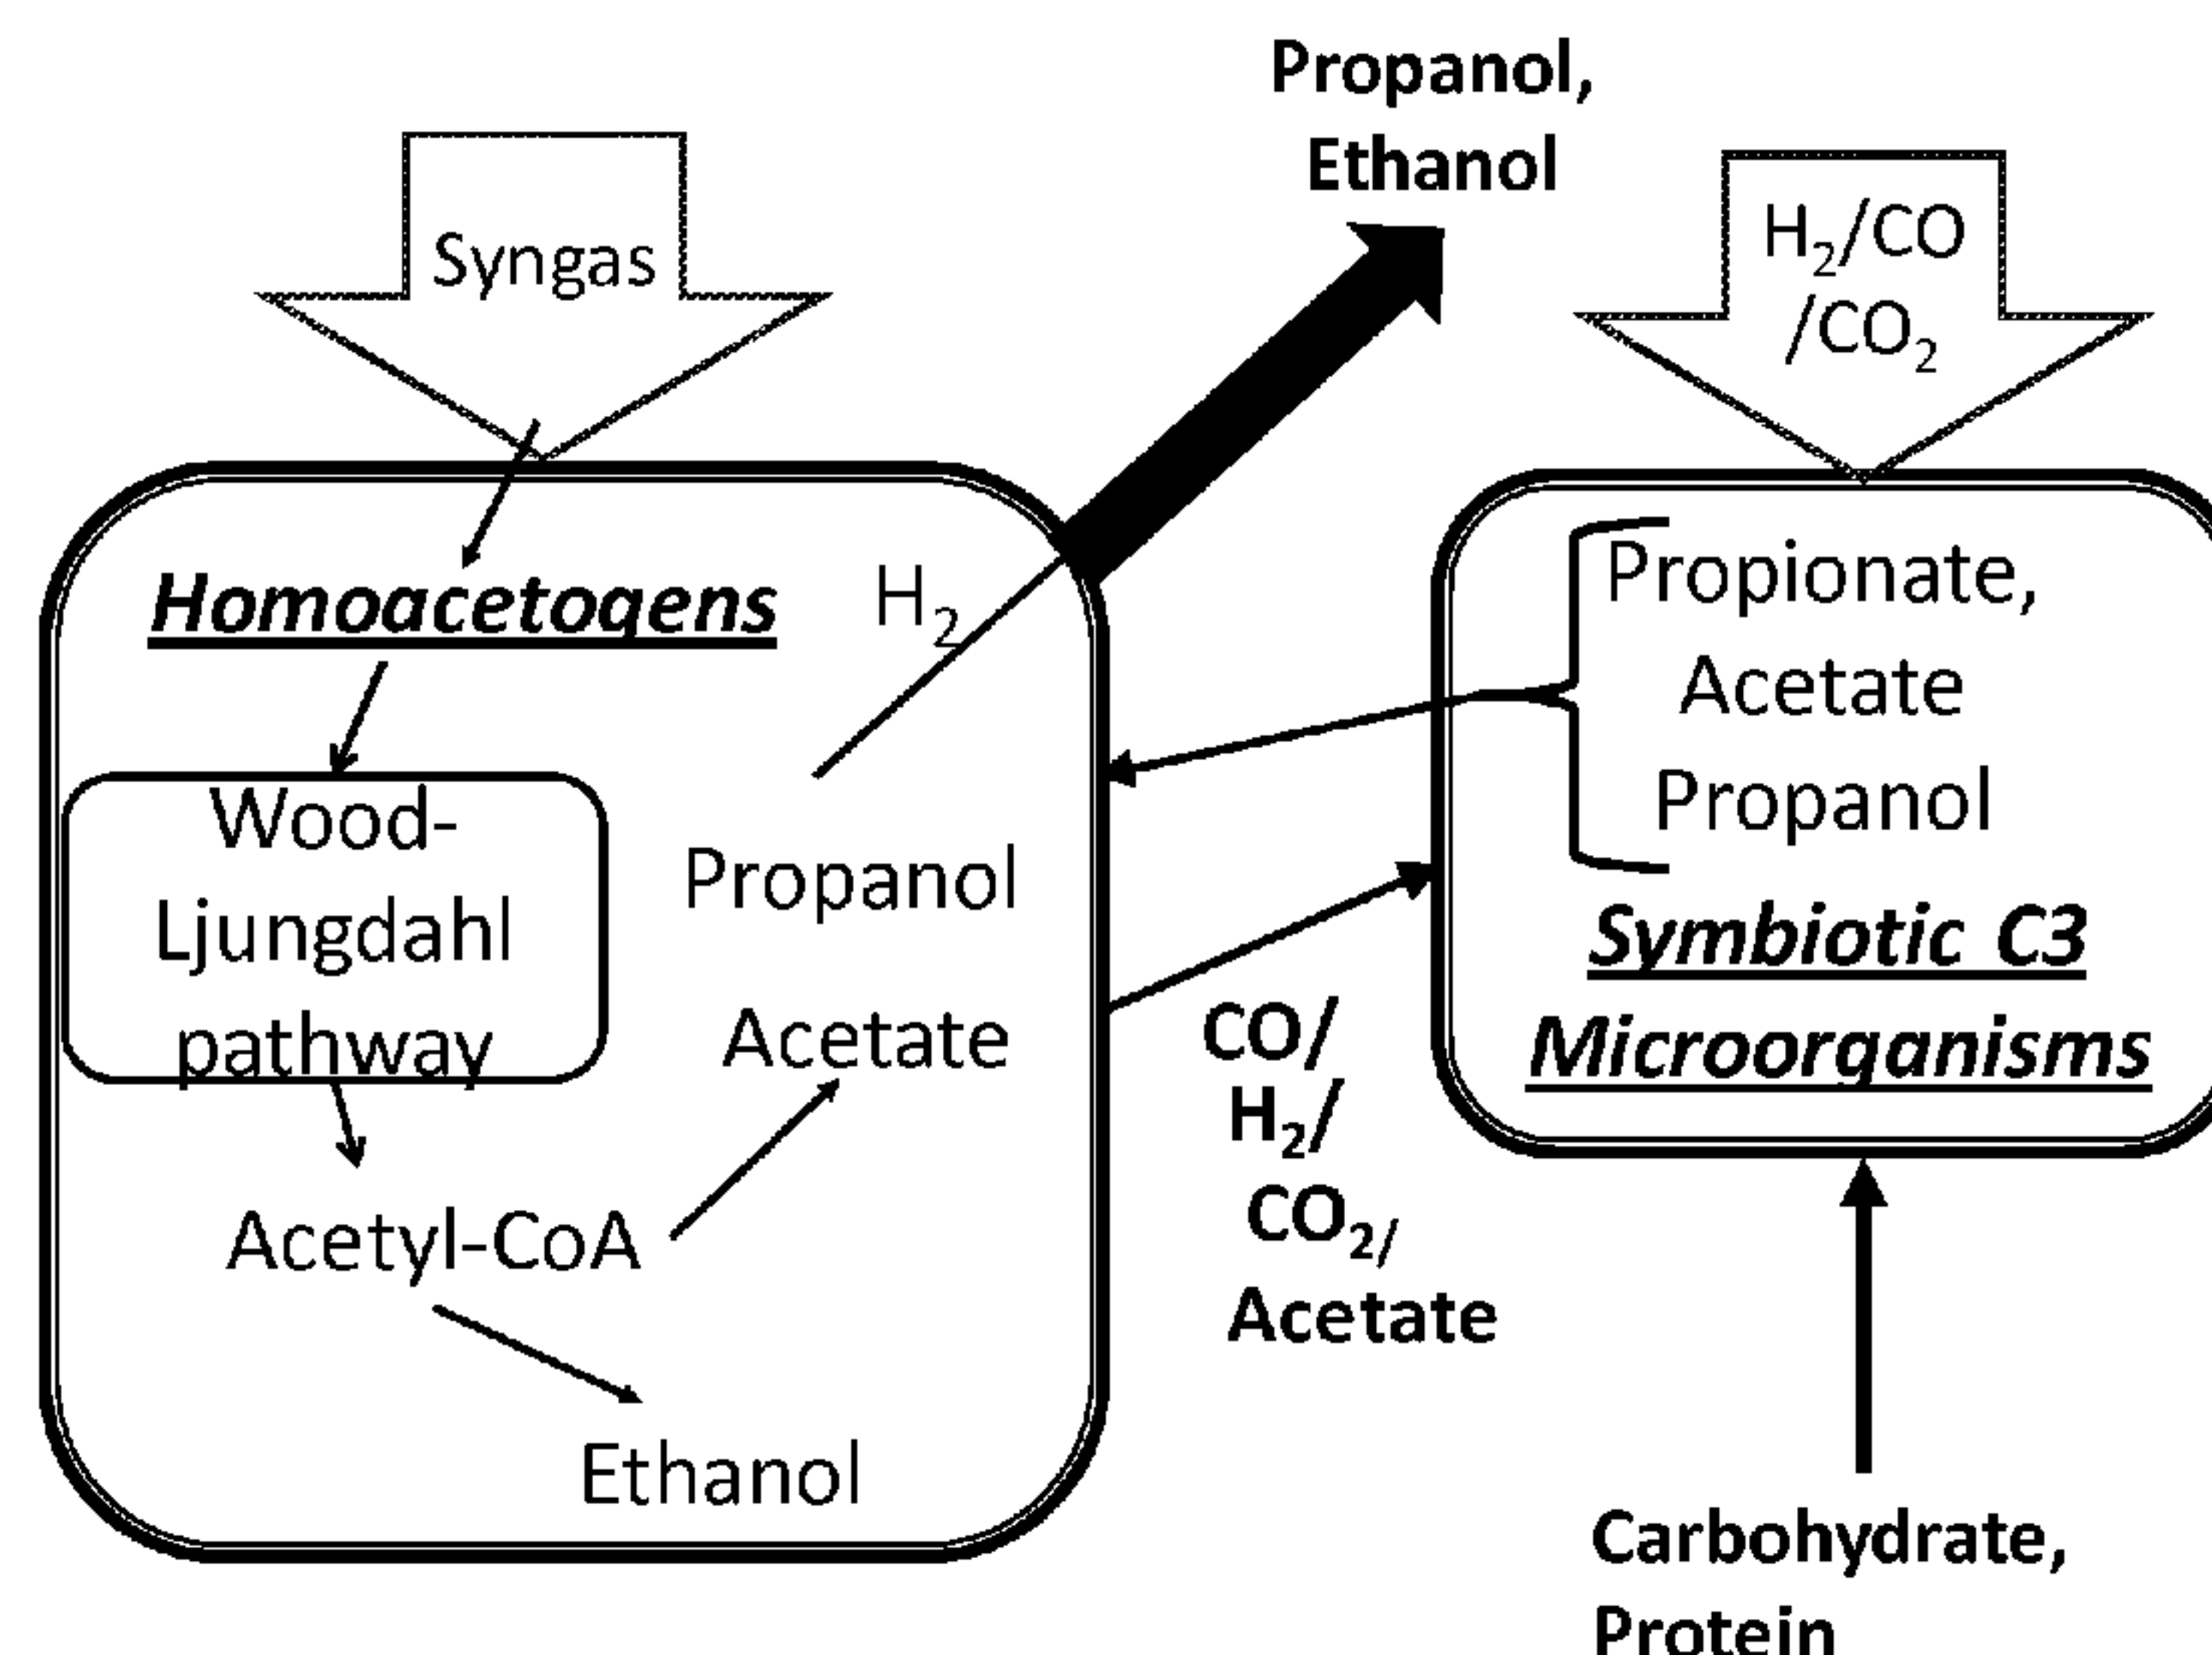 Propanol,
Ethanol
Syngas
H₂/CO
/CO₂
Homoacetogens
H₂
Wood-
Ljungdahl
pathway
Propanol
Acetate
Acetyl-CoA
Ethanol
Propionate,
Acetate
Propanol
Symbiotic C3
Microorganisms
CO/
H₂/
CO₂/
Acetate
Carbohydrate,
Protein